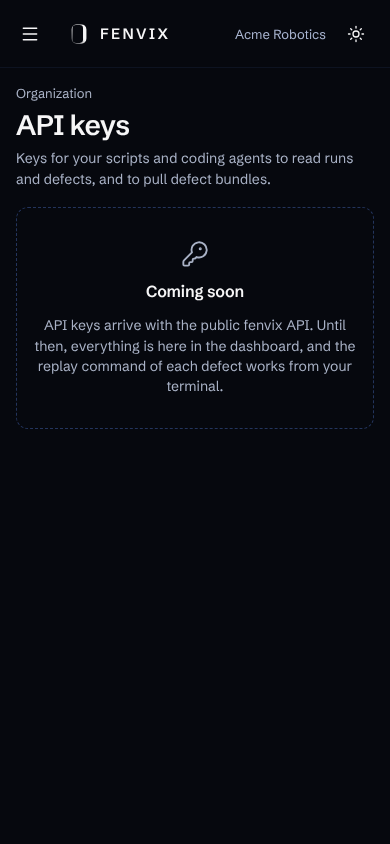 FENVIX
Acme Robotics
Organization
API keys
Keys for your scripts and coding agents to read runs
and defects, and to pull defect bundles.
Coming soon
API keys arrive with the public fenvix API. Until
then, everything is here in the dashboard, and the
replay command of each defect works from your
terminal.